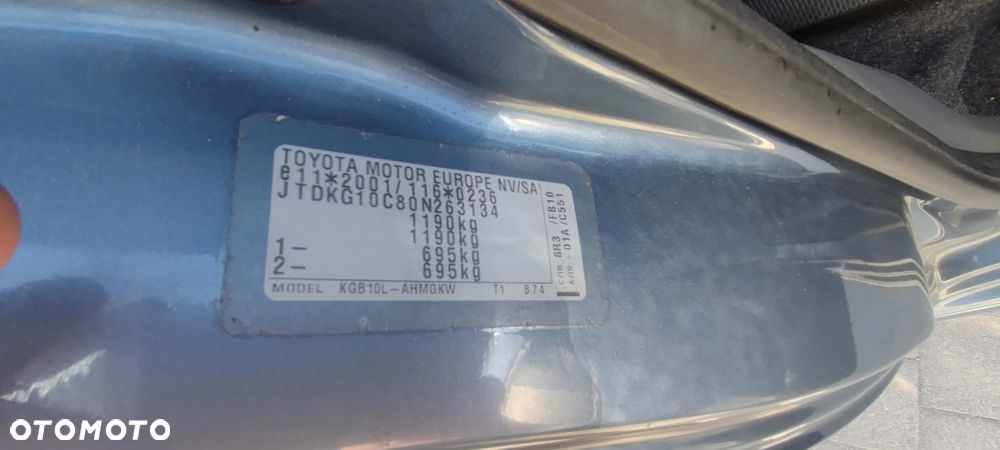 TOYOTA MOTOR EUROPE NV/SA
e11*2001/116*0236
JTDKG10C80N263134
1190kg
1190kg
1- 695kg
2- 695kg
MODEL KGB10L-AHMGKW T1 874
C/TR 8R3 /FB10
A/TM - 01A /C551
OTOMOTO